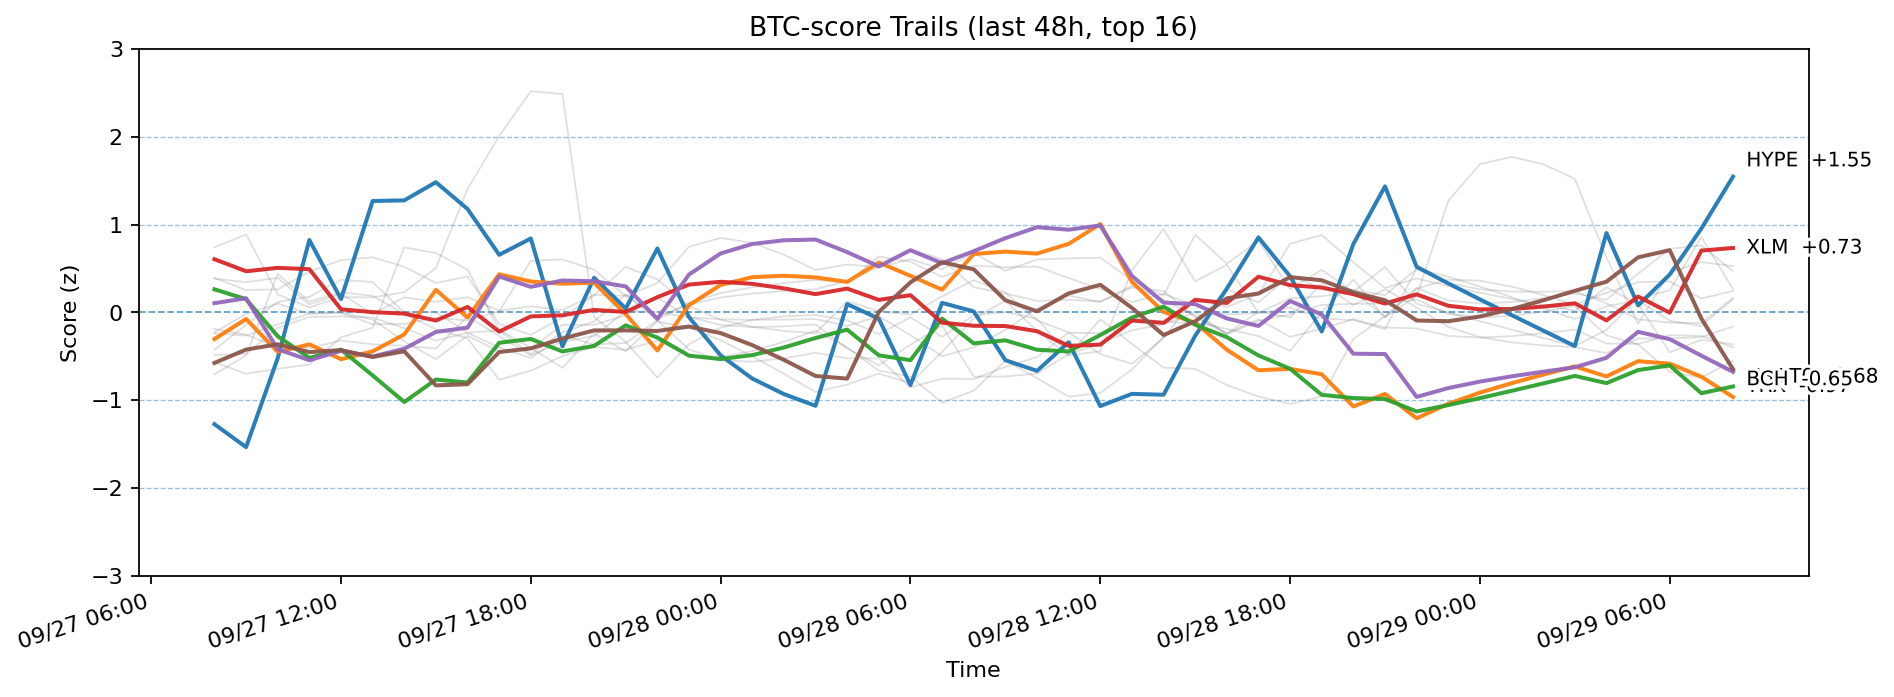 BTC-score Trails (last 48h, top 16)
Score (z)
3
2
1
0
−1
−2
−3
HYPE +1.55
XLM +0.73
BCH -0.65
09/27 06:00
09/27 12:00
09/27 18:00
09/28 00:00
09/28 06:00
09/28 12:00
09/28 18:00
09/29 00:00
09/29 06:00
Time